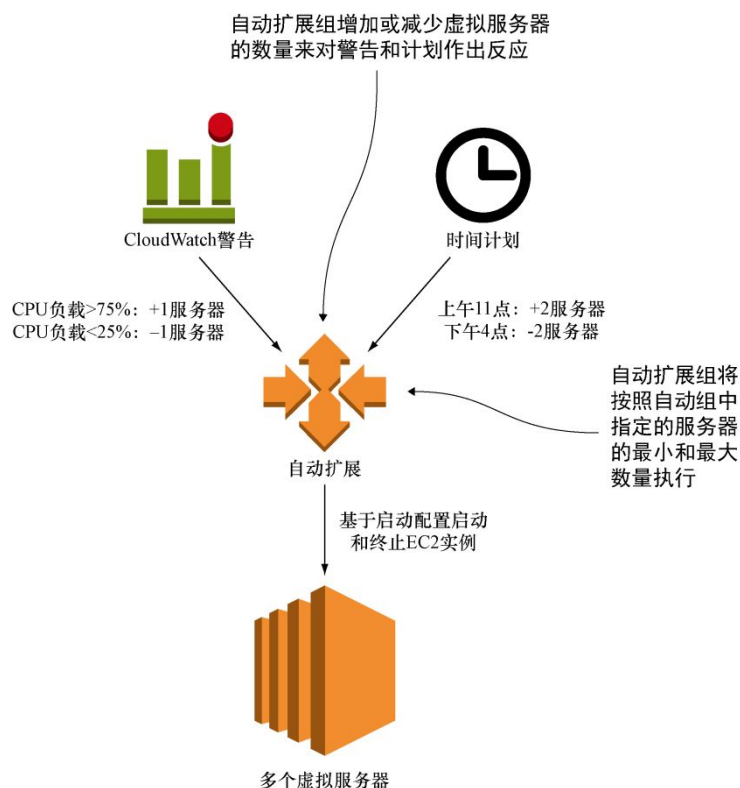 自动扩展组增加或减少虚拟服务器
的数量来对警告和计划作出反应
CloudWatch警告
时间计划
CPU负载>75%：+1服务器
CPU负载<25%：–1服务器
上午11点：+2服务器
下午4点：-2服务器
自动扩展组将
按照自动组中
指定的服务器
的最小和最大
数量执行
自动扩展
基于启动配置启动
和终止EC2实例
多个虚拟服务器